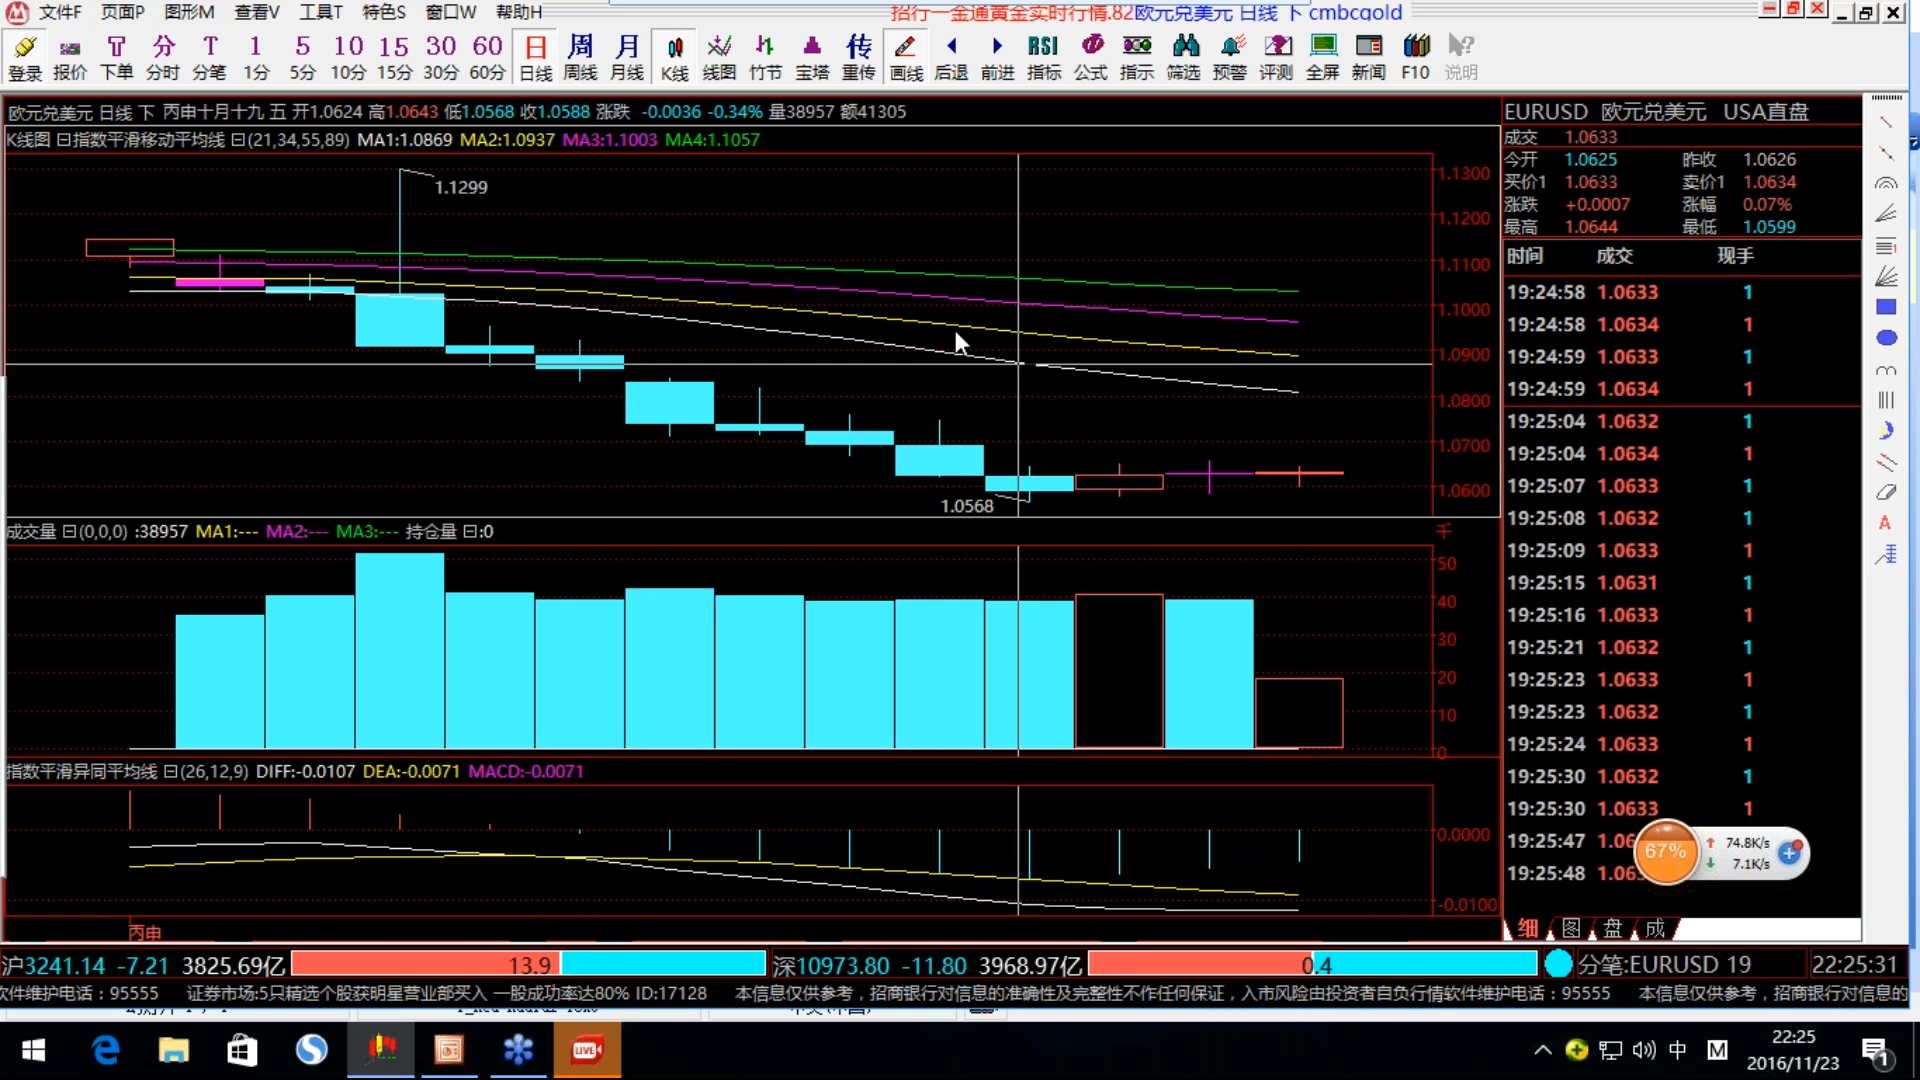 文件F 页面P 图形M 查看V 工具T 特色S 窗口W 帮助H 招行一金通黄金实时行情.82欧元兑美元 日线 下 cmbcgold
T 分 T 1 5 10 15 30 60 日 周 月 传 RSI
登录 报价 下单 分时 分笔 1分 5分 10分 15分 30分 60分 日线 周线 月线 K线 线图 竹节 宝塔 重传 画线 后退 前进 指标 公式 指示 筛选 预警 评测 全屏 新闻 F10 说明
欧元兑美元 日线 下 丙申十月十九 五 开1.0624 高1.0643 低1.0568 收1.0588 涨跌 -0.0036 -0.34% 量38957 额41305
K线图 日指数平滑移动平均线 日(21,34,55,89) MA1:1.0869 MA2:1.0937 MA3:1.1003 MA4:1.1057
1.1299
1.0568
1.1300
1.1200
1.1100
1.1000
1.0900
1.0800
1.0700
1.0600
成交量 日(0,0,0) :38957 MA1:--- MA2:--- MA3:--- 持仓量 日:0
千
50
40
30
20
10
0
指数平滑异同平均线 日(26,12,9) DIFF:-0.0107 DEA:-0.0071 MACD:-0.0071
0.0000
-0.0100
丙申
EURUSD 欧元兑美元 USA直盘
成交 1.0633
今开 1.0625 昨收 1.0626
买价1 1.0633 卖价1 1.0634
涨跌 +0.0007 涨幅 0.07%
最高 1.0644 最低 1.0599
时间 成交 现手
19:24:58 1.0633 1
19:24:58 1.0634 1
19:24:59 1.0633 1
19:24:59 1.0634 1
19:25:04 1.0632 1
19:25:04 1.0634 1
19:25:07 1.0633 1
19:25:08 1.0632 1
19:25:09 1.0633 1
19:25:15 1.0631 1
19:25:16 1.0633 1
19:25:21 1.0632 1
19:25:23 1.0633 1
19:25:23 1.0632 1
19:25:24 1.0633 1
19:25:30 1.0632 1
19:25:30 1.0633 1
19:25:47 1.06
19:25:48 1.06
67% 74.8K/s
7.1K/s
细 图 盘 成
A
沪3241.14 -7.21 3825.69亿 13.9 深10973.80 -11.80 3968.97亿 0.4 分笔:EURUSD 19 22:25:31
软件维护电话：95555 证券市场:5只精选个股获明星营业部买入 一股成功率达80% ID:17128 本信息仅供参考，招商银行对信息的准确性及完整性不作任何保证，入市风险由投资者自负行情软件维护电话：95555 本信息仅供参考，招商银行对信息的
LIVE
中 M
22:25
2016/11/23
1